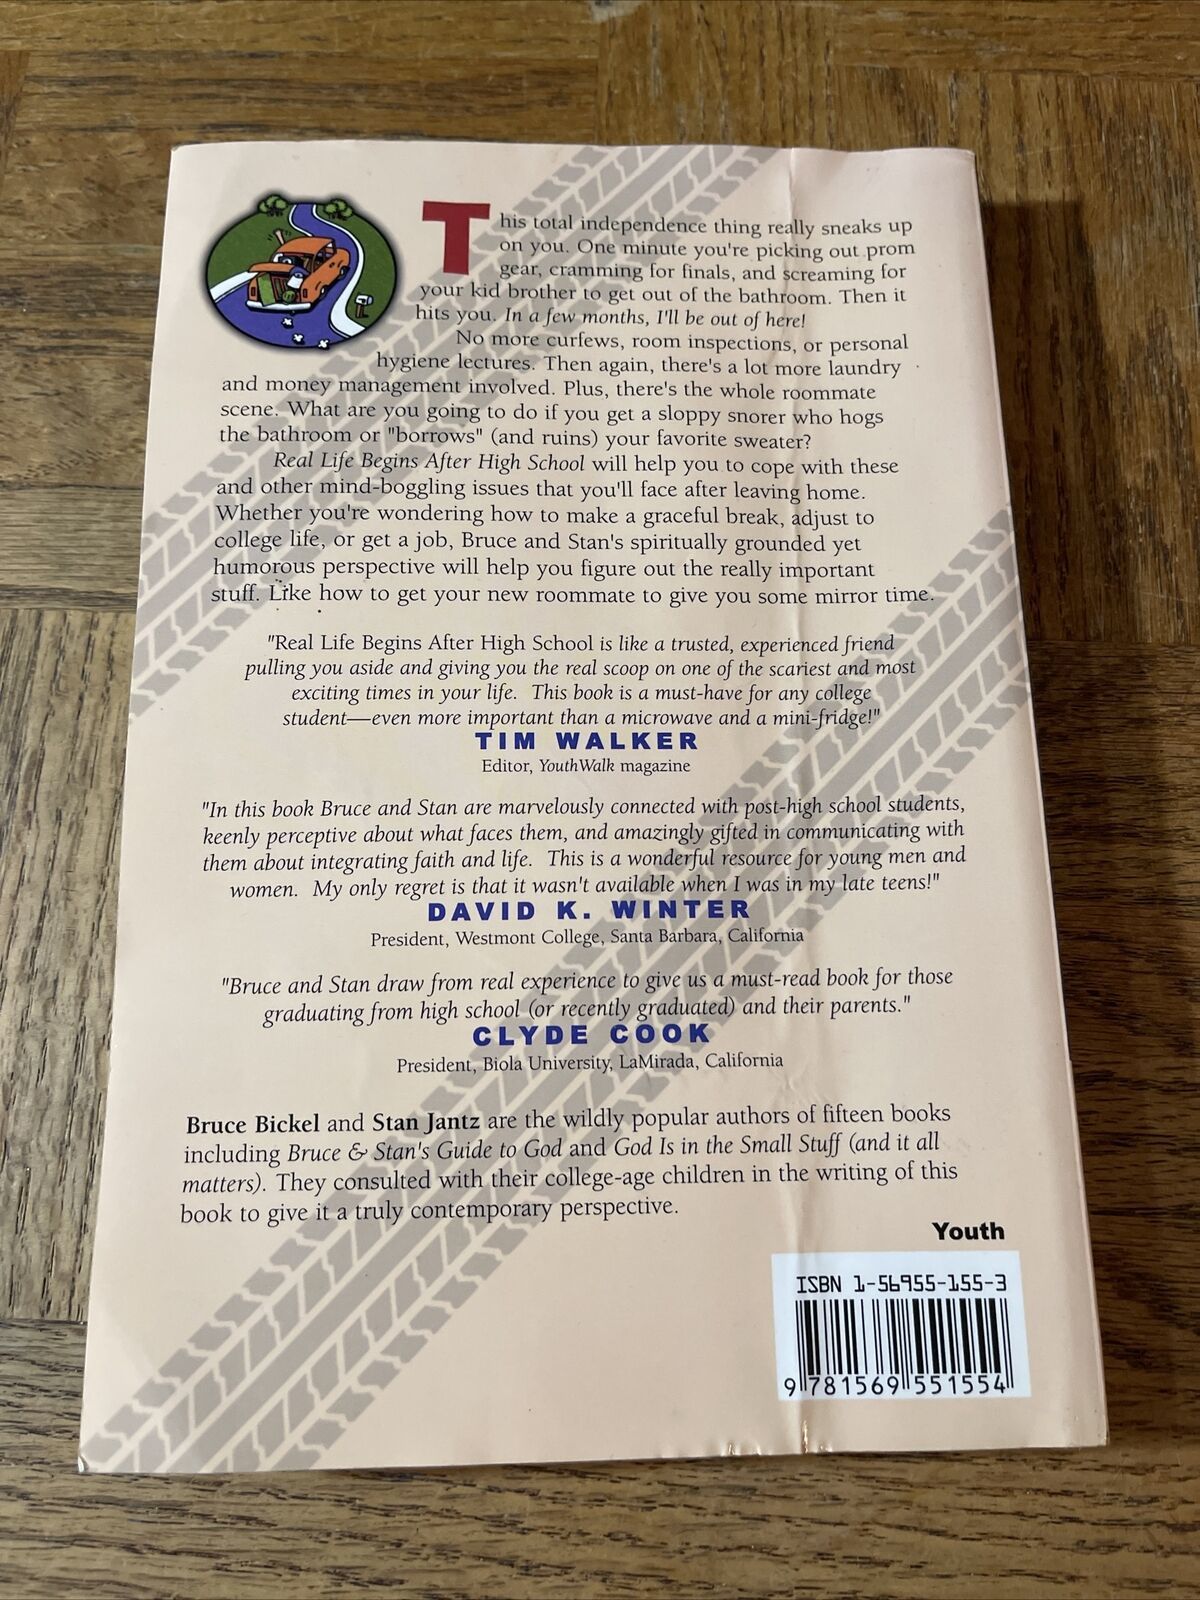 This total independence thing really sneaks up
on you. One minute you're picking out prom
gear, cramming for finals, and screaming for
your kid brother to get out of the bathroom. Then it
hits you. In a few months, I'll be out of here!
No more curfews, room inspections, or personal
hygiene lectures. Then again, there's a lot more laundry
and money management involved. Plus, there's the whole roommate
scene. What are you going to do if you get a sloppy snorer who hogs
the bathroom or "borrows" (and ruins) your favorite sweater?
Real Life Begins After High School will help you to cope with these
and other mind-boggling issues that you'll face after leaving home.
Whether you're wondering how to make a graceful break, adjust to
college life, or get a job, Bruce and Stan's spiritually grounded yet
humorous perspective will help you figure out the really important
stuff. Like how to get your new roommate to give you some mirror time.
"Real Life Begins After High School is like a trusted, experienced friend
pulling you aside and giving you the real scoop on one of the scariest and most
exciting times in your life. This book is a must-have for any college
student—even more important than a microwave and a mini-fridge!"
TIM WALKER
Editor, YouthWalk magazine
"In this book Bruce and Stan are marvelously connected with post-high school students,
keenly perceptive about what faces them, and amazingly gifted in communicating with
them about integrating faith and life. This is a wonderful resource for young men and
women. My only regret is that it wasn't available when I was in my late teens!"
DAVID K. WINTER
President, Westmont College, Santa Barbara, California
"Bruce and Stan draw from real experience to give us a must-read book for those
graduating from high school (or recently graduated) and their parents."
CLYDE COOK
President, Biola University, LaMirada, California
Bruce Bickel and Stan Jantz are the wildly popular authors of fifteen books
including Bruce & Stan's Guide to God and God Is in the Small Stuff (and it all
matters). They consulted with their college-age children in the writing of this
book to give it a truly contemporary perspective.
Youth
ISBN 1-56955-155-3
9 781569 551554